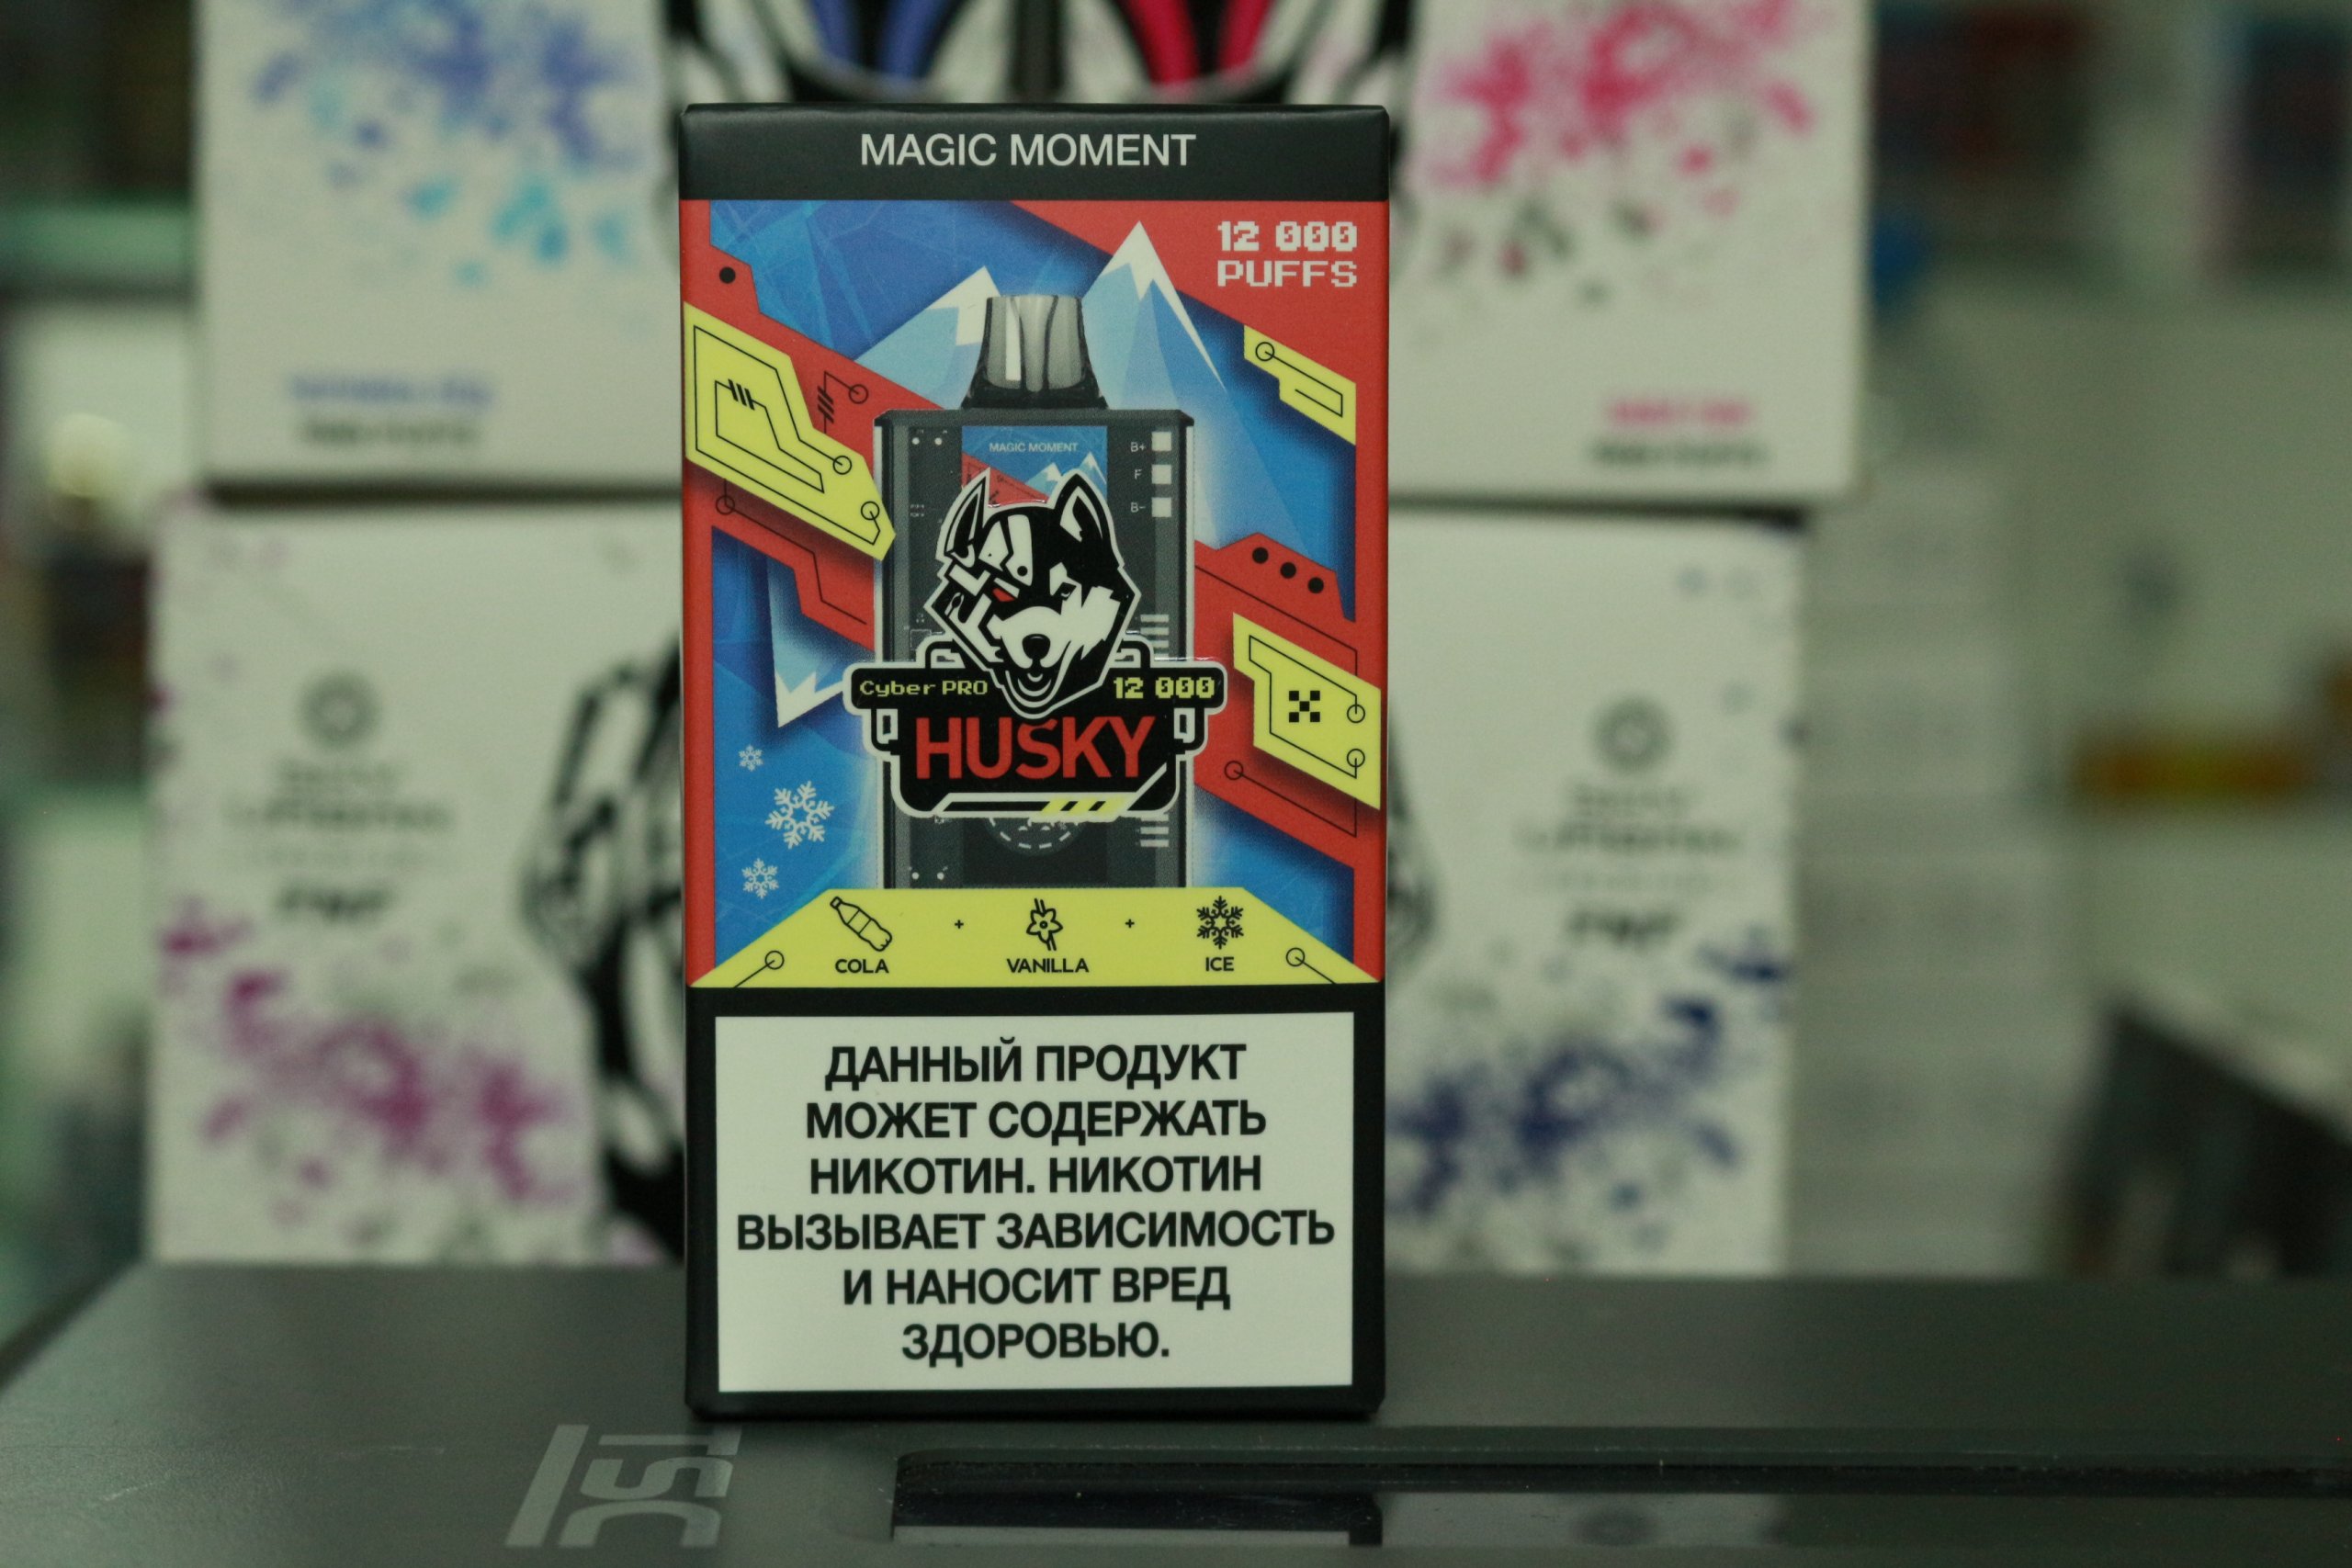 MAGIC MOMENT
12 000
PUFFS
MAGIC MOMENT
B+
F
B-
Cyber PRO 12 000
HUSKY
COLA + VANILLA + ICE
ДАННЫЙ ПРОДУКТ
МОЖЕТ СОДЕРЖАТЬ
НИКОТИН. НИКОТИН
ВЫЗЫВАЕТ ЗАВИСИМОСТЬ
И НАНОСИТ ВРЕД
ЗДОРОВЬЮ.